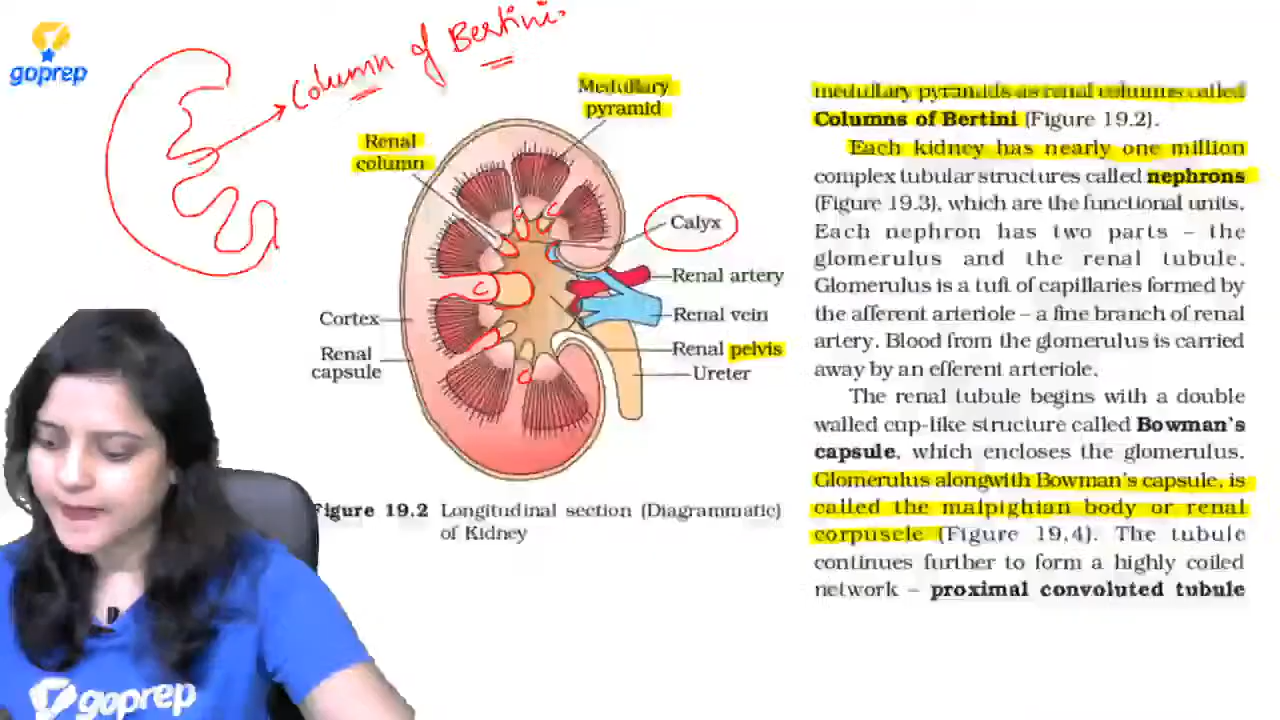 goprep
Column of Bertini.
Medullary
pyramid
Renal
column
Calyx
Renal artery
Renal vein
Cortex
Renal
capsule
Renal pelvis
Ureter
Figure 19.2 Longitudinal section (Diagrammatic)
of Kidney
medullary pyramids as renal columns called
Columns of Bertini (Figure 19.2).
Each kidney has nearly one million
complex tubular structures called nephrons
(Figure 19.3), which are the functional units.
Each nephron has two parts – the
glomerulus and the renal tubule.
Glomerulus is a tuft of capillaries formed by
the afferent arteriole – a fine branch of renal
artery. Blood from the glomerulus is carried
away by an efferent arteriole.
The renal tubule begins with a double
walled cup-like structure called Bowman's
capsule, which encloses the glomerulus.
Glomerulus alongwith Bowman's capsule, is
called the malpighian body or renal
corpuscle (Figure 19.4). The tubule
continues further to form a highly coiled
network – proximal convoluted tubule
goprep